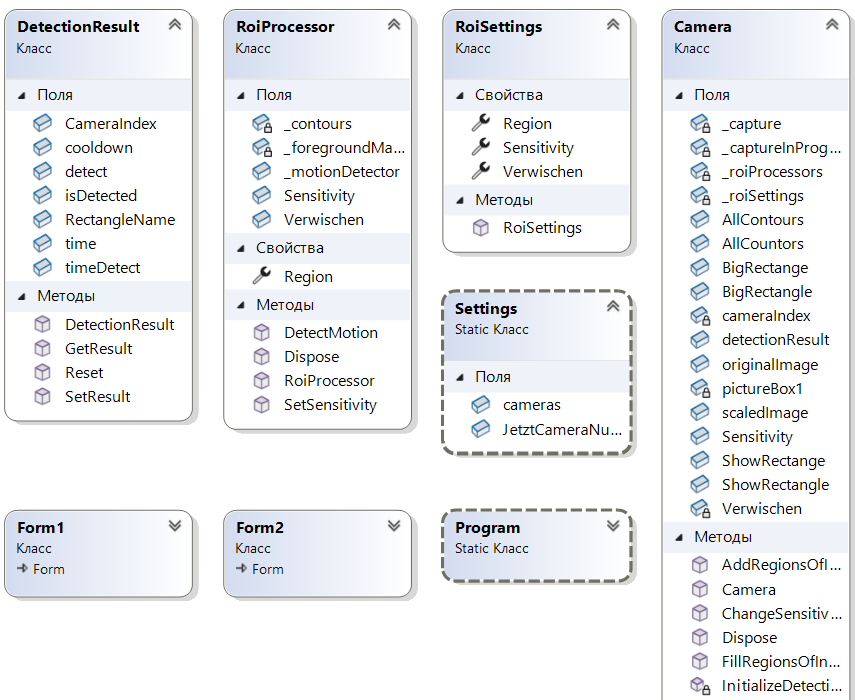 DetectionResult
Класс
Поля
CameraIndex
cooldown
detect
isDetected
RectangleName
time
timeDetect
Методы
DetectionResult
GetResult
Reset
SetResult
RoiProcessor
Класс
Поля
_contours
_foregroundMa...
_motionDetector
Sensitivity
Verwischen
Свойства
Region
Методы
DetectMotion
Dispose
RoiProcessor
SetSensitivity
RoiSettings
Класс
Свойства
Region
Sensitivity
Verwischen
Методы
RoiSettings
Settings
Static Класс
Поля
cameras
JetztCameraNu...
Camera
Класс
Поля
_capture
_captureInProg...
_roiProcessors
_roiSettings
AllContours
AllCountors
BigRectange
BigRectangle
cameraIndex
detectionResult
originalImage
pictureBox1
scaledImage
Sensitivity
ShowRectange
ShowRectangle
Verwischen
Методы
AddRegionsOfI...
Camera
ChangeSensitiv...
Dispose
FillRegionsOfIn...
InitializeDetecti...
Form1
Класс
Form
Form2
Класс
Form
Program
Static Класс